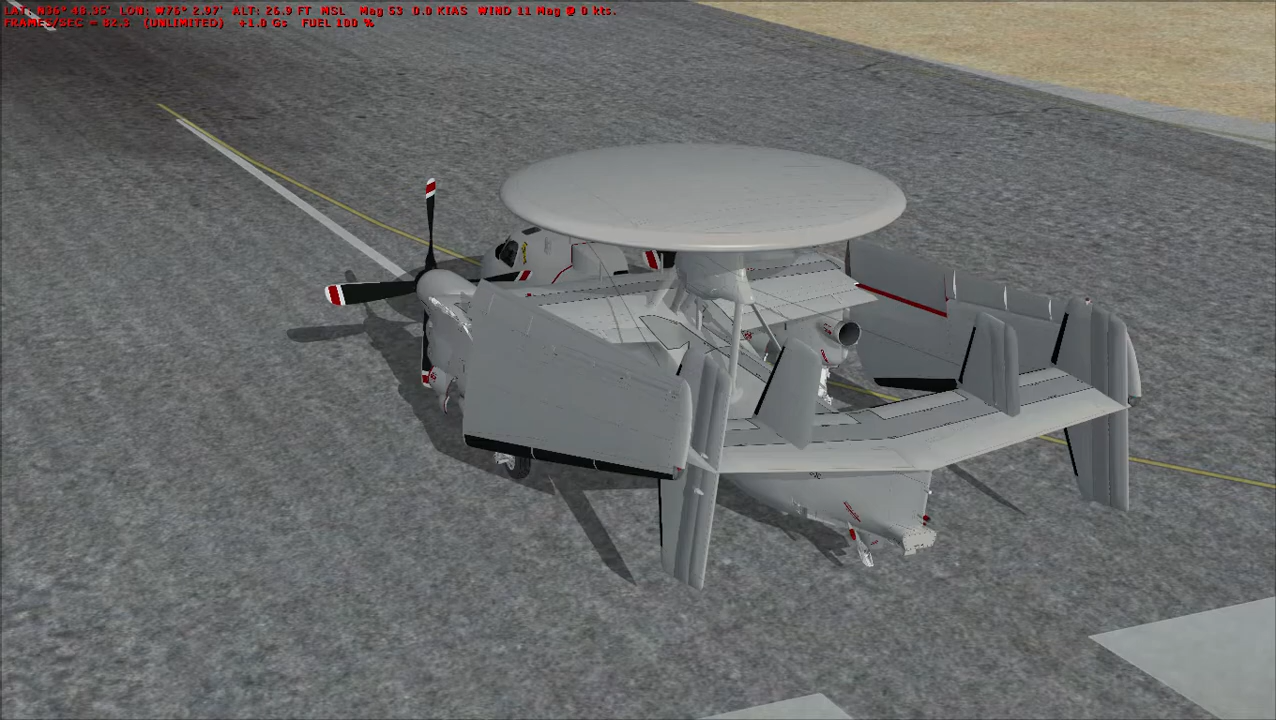 LAT: N36° 48.95' LON: W76° 2.97' ALT: 26.9 FT MSL Mag 53 0.0 KIAS WIND 11 Mag @ 0 kts.
FRAMES/SEC = 82.3 (UNLIMITED) +1.0 Gs FUEL 100 %